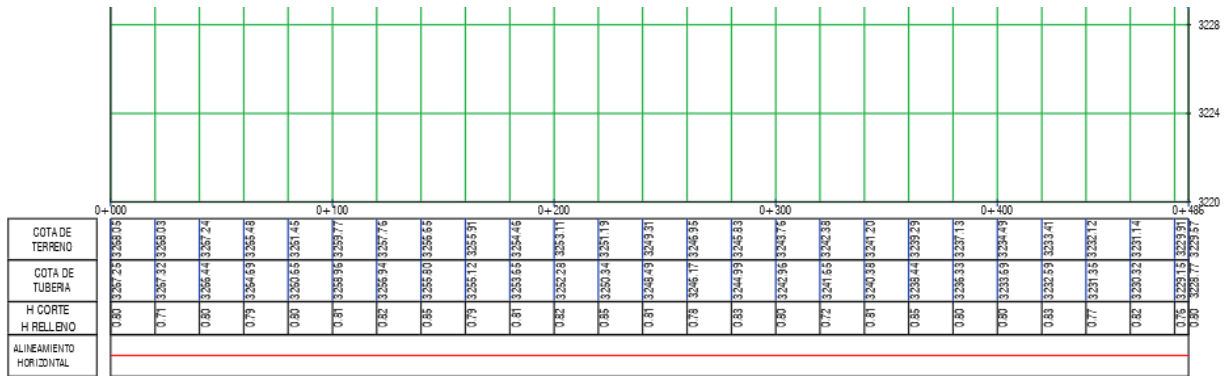 3228
3224
3220
0+000 0+100 0+200 0+300 0+400 0+486
COTA DE TERRENO
3268.05 3268.03 3267.24 3265.48 3261.45 3259.77 3257.76 3256.65 3255.91 3254.46 3253.11 3251.19 3249.31 3246.95 3245.83 3243.76 3242.38 3241.20 3239.29 3237.13 3234.49 3233.41 3232.12 3231.14 3229.91 3229.57
COTA DE TUBERIA
3267.25 3267.32 3266.44 3264.69 3260.65 3258.96 3256.94 3255.80 3255.12 3253.65 3252.28 3250.34 3248.49 3246.17 3244.99 3242.96 3241.65 3240.38 3238.44 3236.33 3233.69 3232.59 3231.35 3230.32 3229.15 3228.77
H CORTE
H RELLENO
0.80 0.71 0.80 0.79 0.80 0.81 0.82 0.85 0.79 0.81 0.82 0.85 0.81 0.78 0.83 0.80 0.72 0.81 0.85 0.80 0.80 0.83 0.77 0.82 0.76 0.80
ALINEAMIENTO
HORIZONTAL